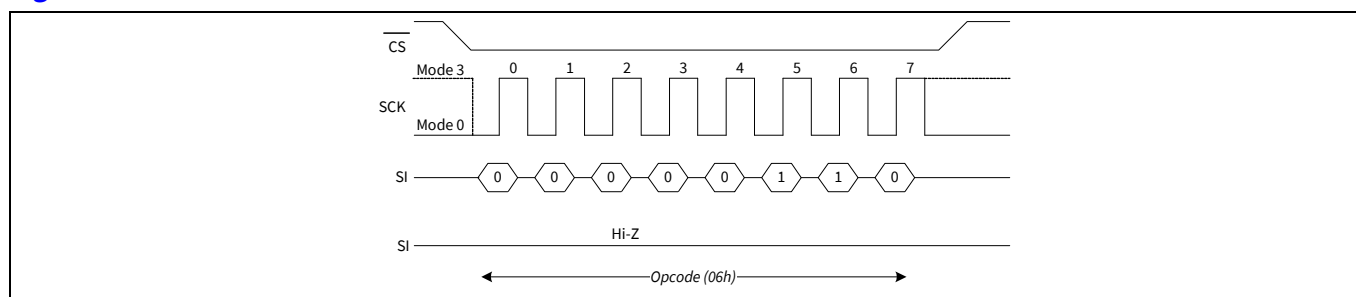 CS
Mode 3 0 1 2 3 4 5 6 7
SCK
Mode 0
SI 0 0 0 0 0 1 1 0
Hi-Z
SI
Opcode (06h)